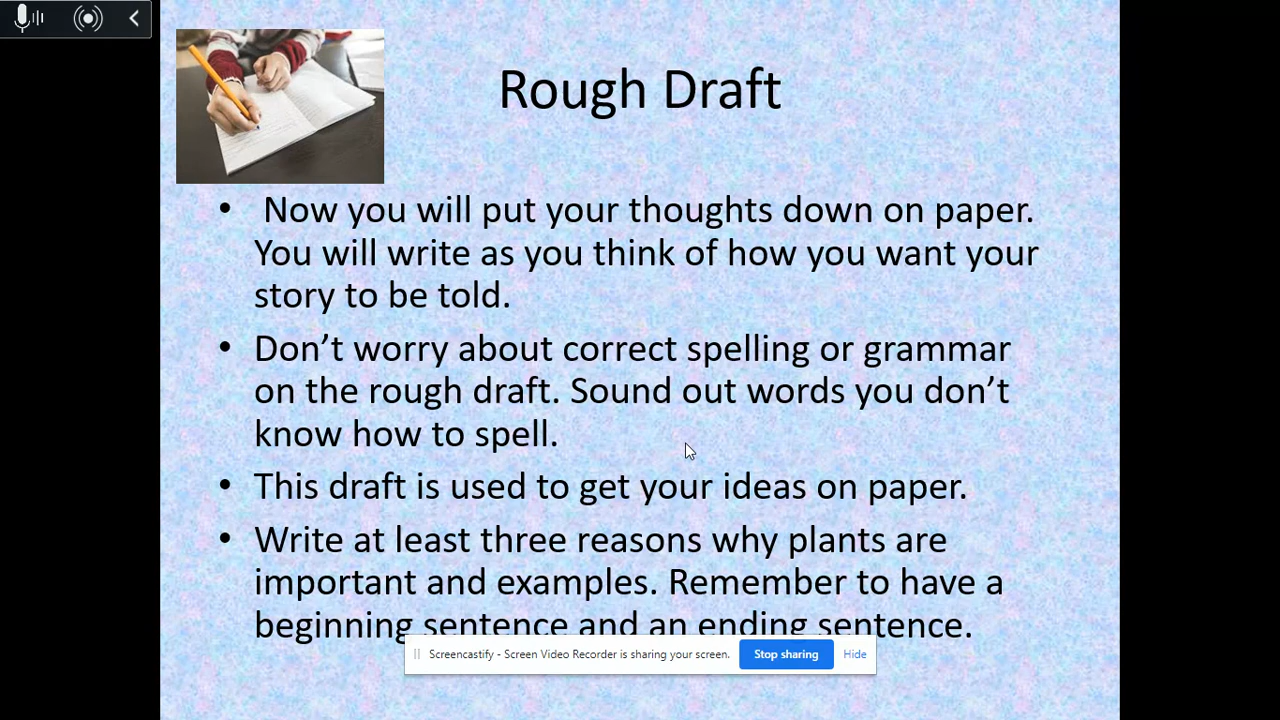 Rough Draft
• Now you will put your thoughts down on paper.
You will write as you think of how you want your
story to be told.
• Don’t worry about correct spelling or grammar
on the rough draft. Sound out words you don’t
know how to spell.
• This draft is used to get your ideas on paper.
• Write at least three reasons why plants are
important and examples. Remember to have a
beginning sentence and an ending sentence.
Screencastify - Screen Video Recorder is sharing your screen. Stop sharing Hide